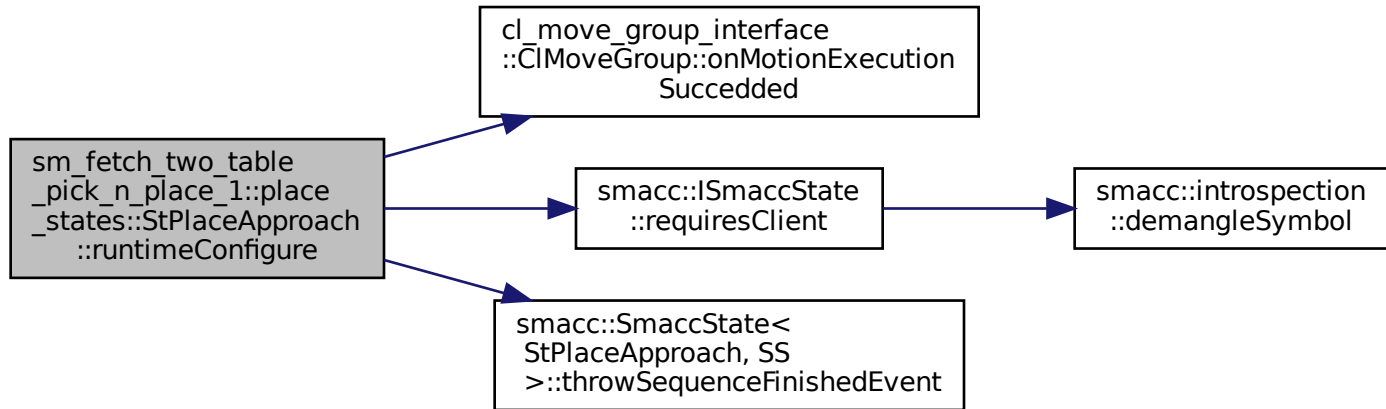 sm_fetch_two_table
_pick_n_place_1::place
_states::StPlaceApproach
::runtimeConfigure
cl_move_group_interface
::ClMoveGroup::onMotionExecution
Succedded
smacc::ISmaccState
::requiresClient
smacc::introspection
::demangleSymbol
smacc::SmaccState<
StPlaceApproach, SS
>::throwSequenceFinishedEvent